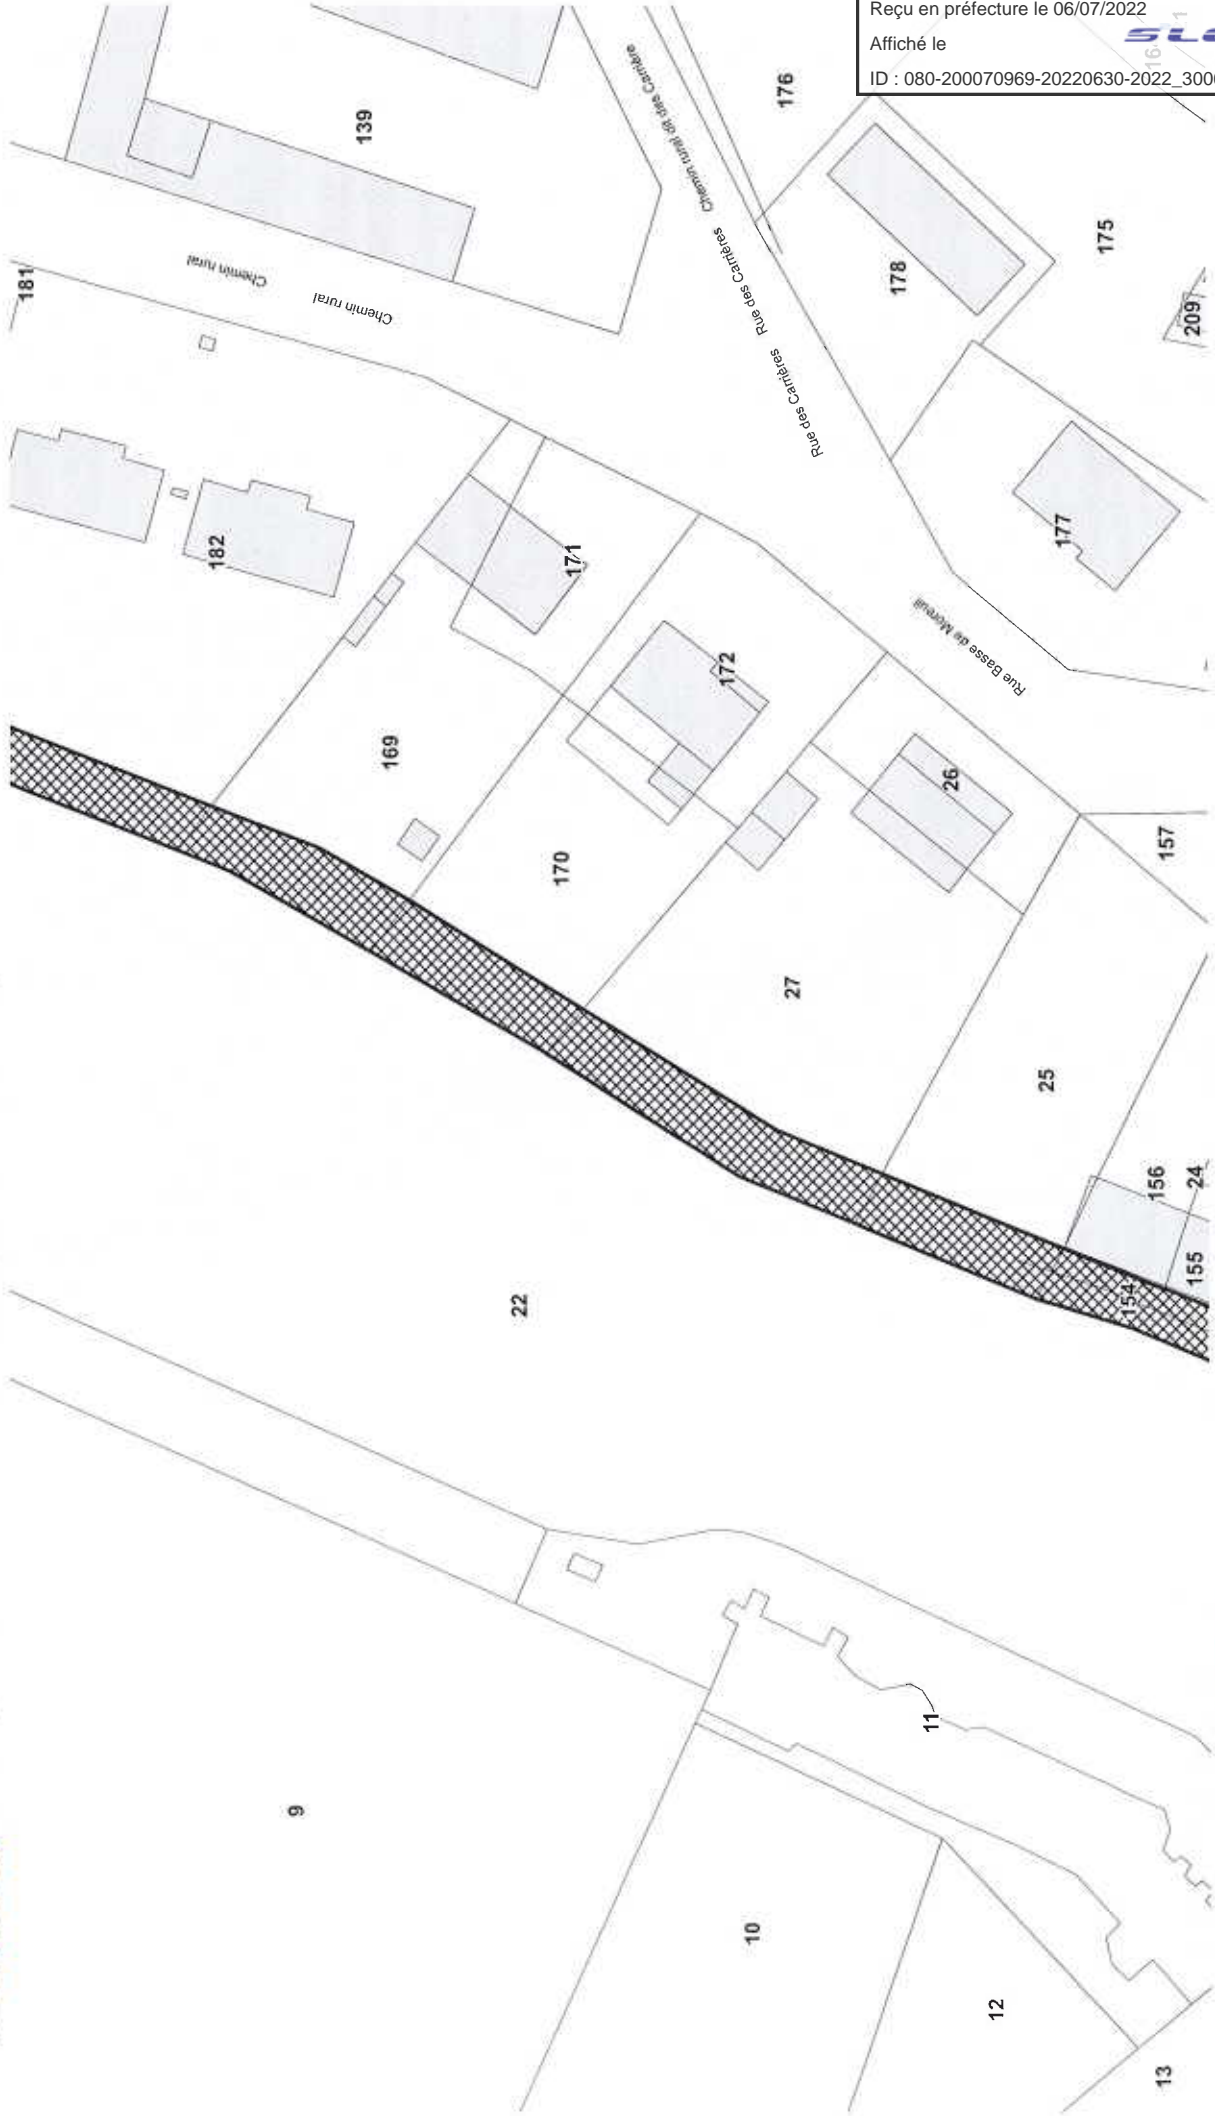 Reçu en préfecture le 06/07/2022
Affiché le
ID : 080-200070969-20220630-2022_300
181
139
176
Chemin rural
Chemin rural
Chemin rural dit des Carrière
Rue des Carrières
Rue des Carrières
178
175
209
182
171
177
172
Rue Basse de Moreuil
169
26
170
157
27
25
156
24
22
154
155
11
9
10
12
13